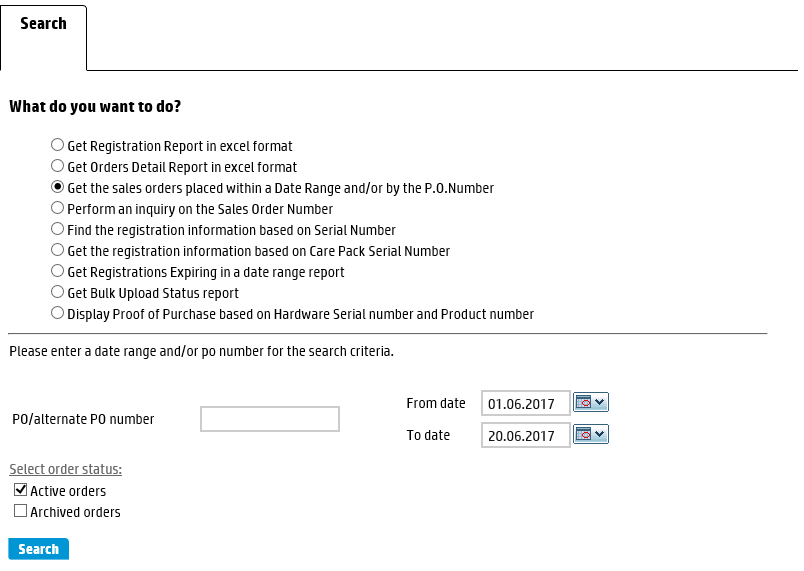 Search
What do you want to do?
Get Registration Report in excel format
Get Orders Detail Report in excel format
Get the sales orders placed within a Date Range and/or by the P.O.Number
Perform an inquiry on the Sales Order Number
Find the registration information based on Serial Number
Get the registration information based on Care Pack Serial Number
Get Registrations Expiring in a date range report
Get Bulk Upload Status report
Display Proof of Purchase based on Hardware Serial number and Product number
Please enter a date range and/or po number for the search criteria.
From date 01.06.2017
PO/alternate PO number
To date 20.06.2017
Select order status:
Active orders
Archived orders
Search